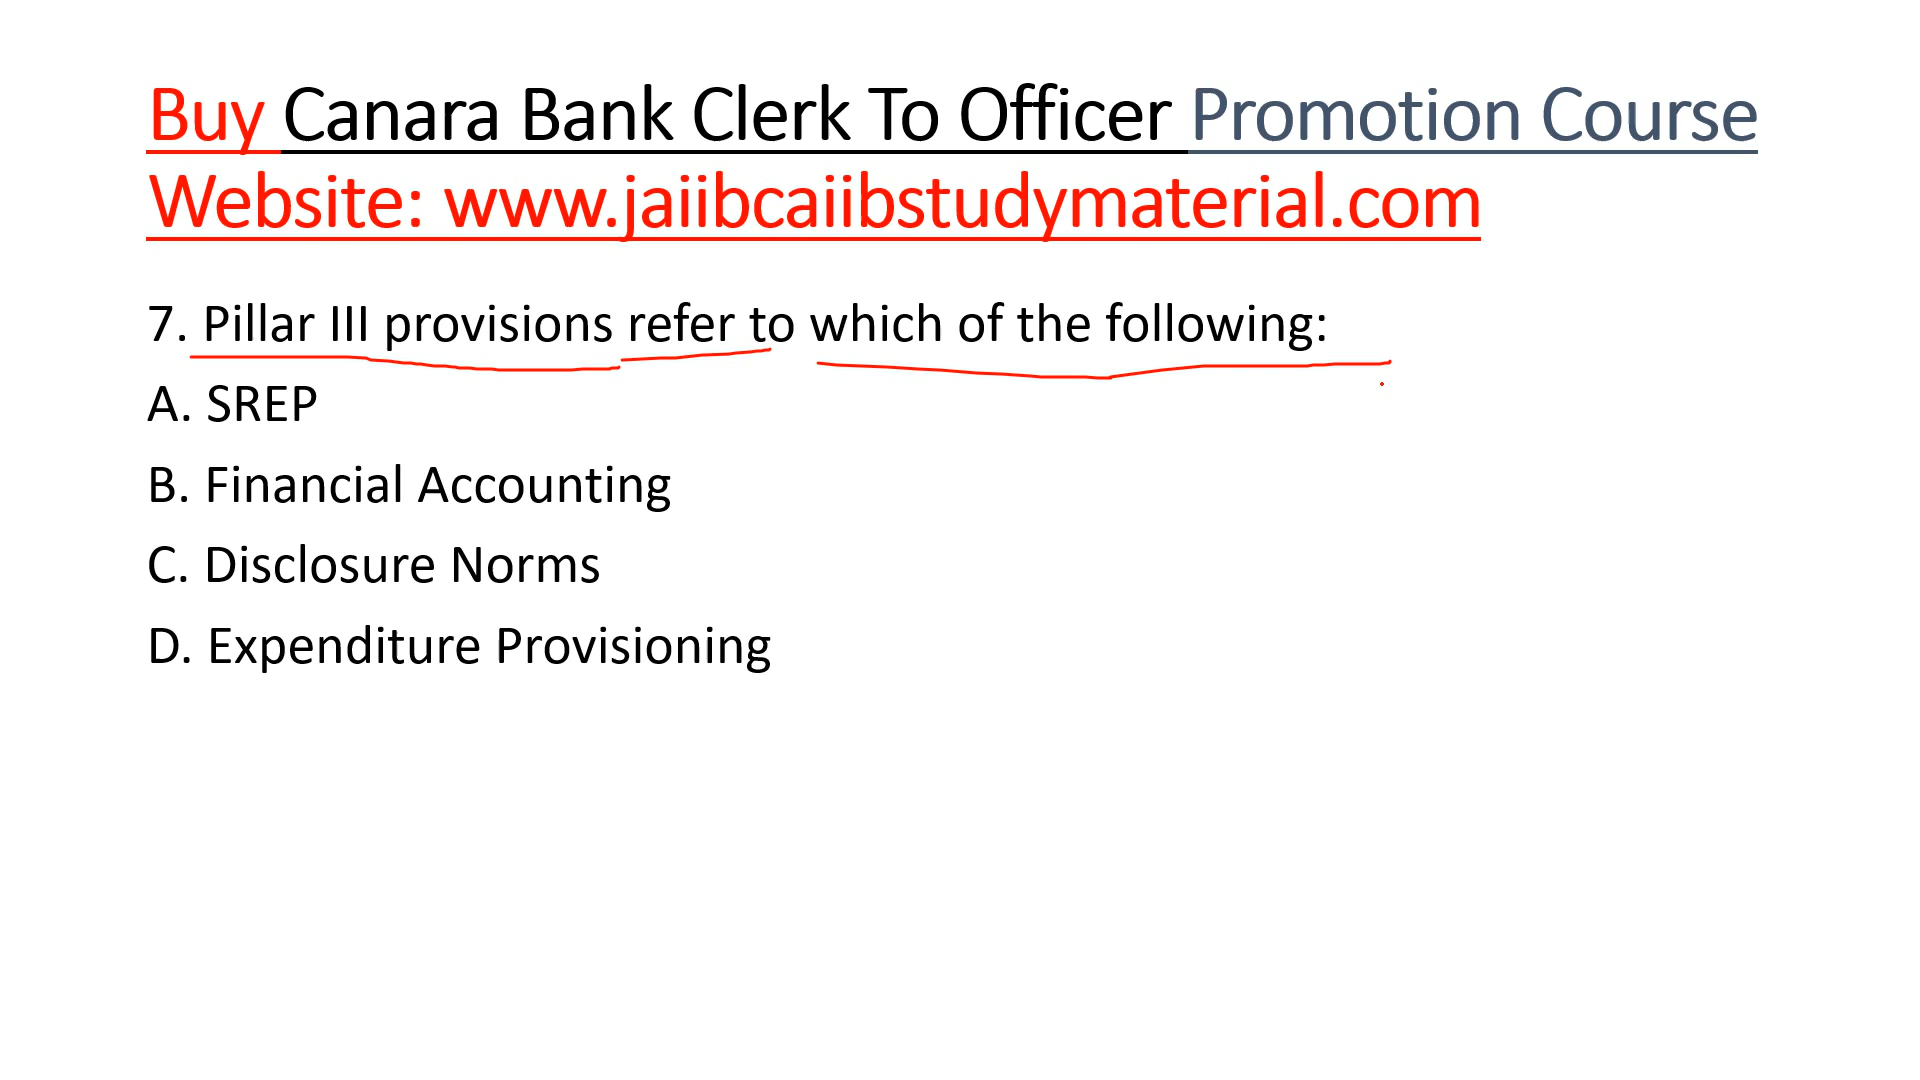 Buy Canara Bank Clerk To Officer Promotion Course
Website: www.jaiibcaiibstudymaterial.com
7. Pillar III provisions refer to which of the following:
A. SREP
B. Financial Accounting
C. Disclosure Norms
D. Expenditure Provisioning